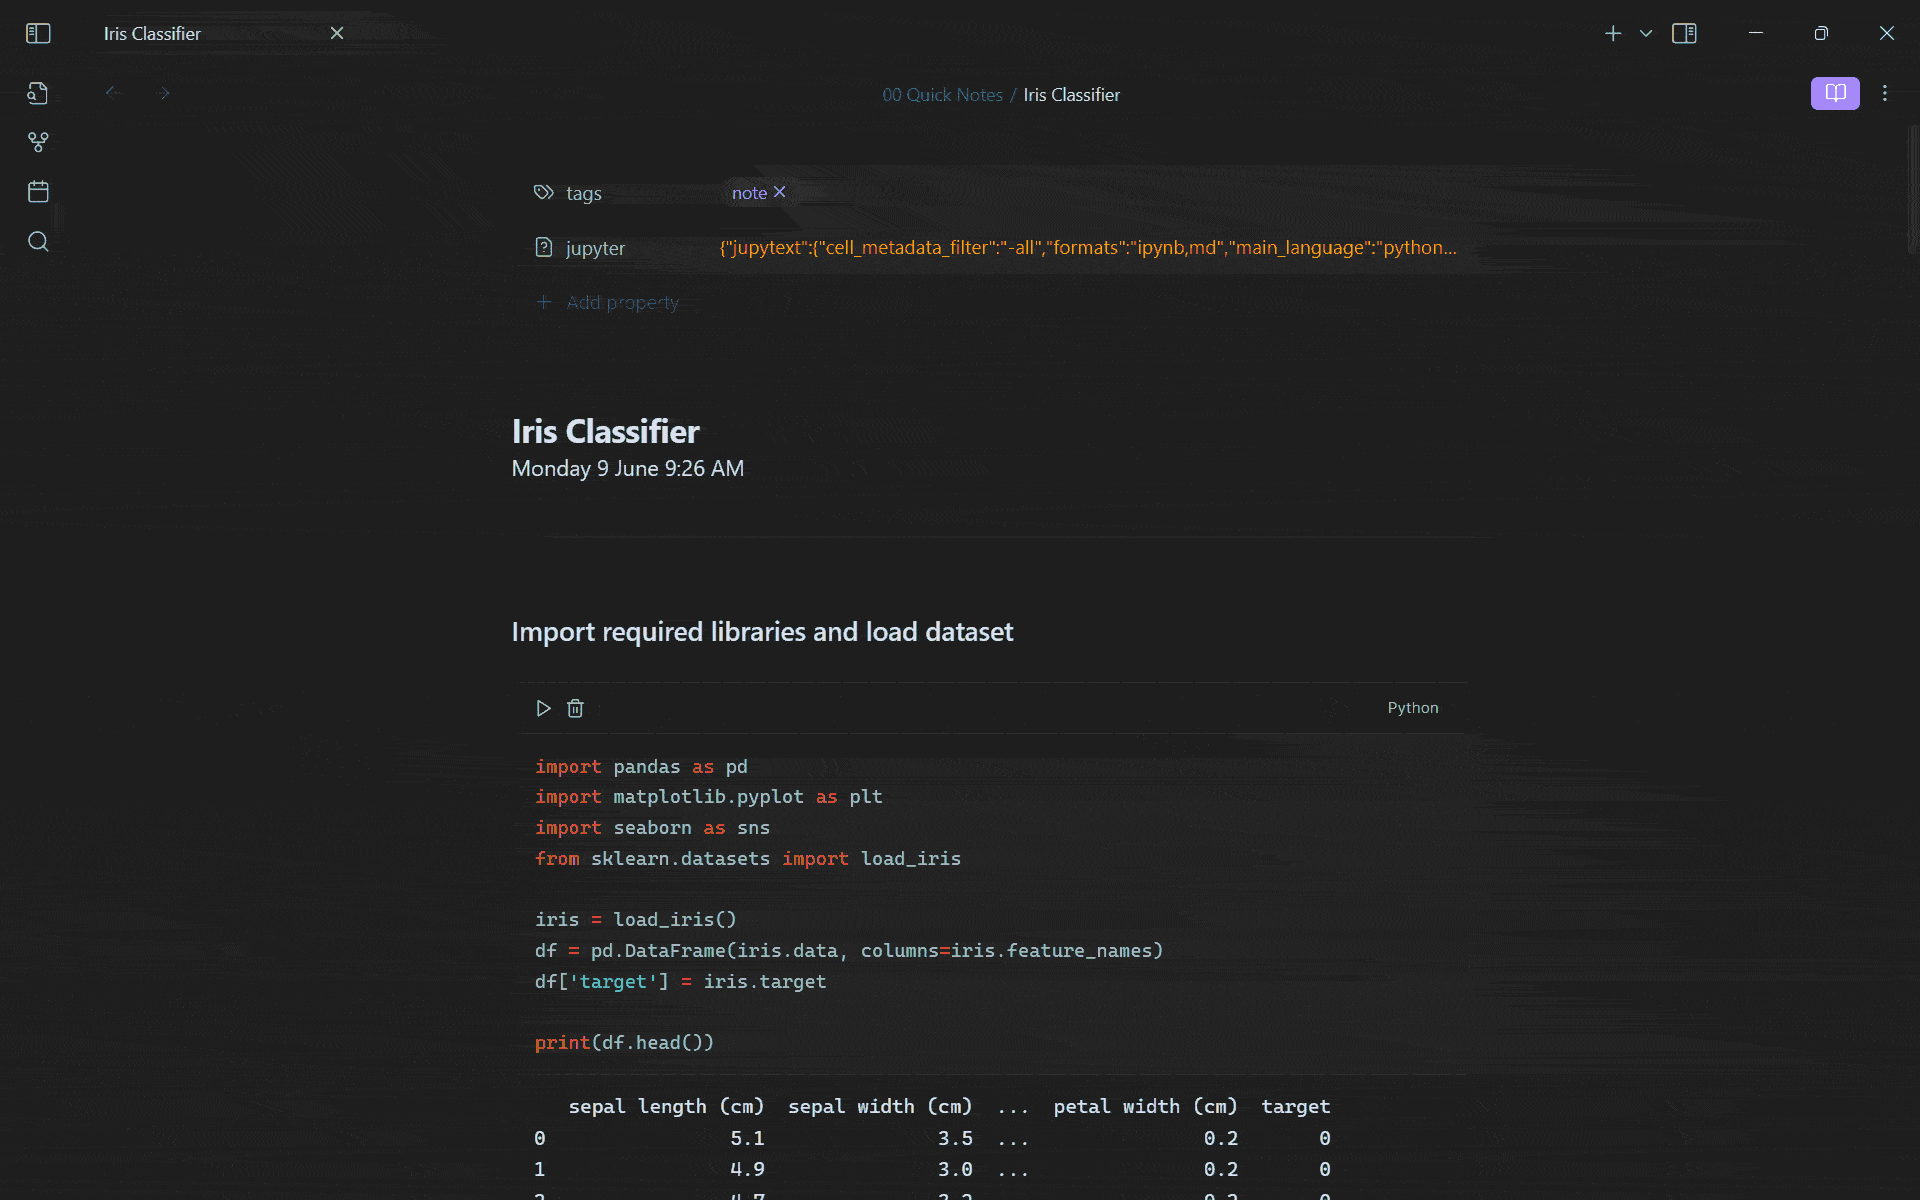 Iris Classifier
00 Quick Notes / Iris Classifier
tags note
jupyter {"jupytext":{"cell_metadata_filter":"-all","formats":"ipynb,md","main_language":"python...
Add property
Iris Classifier
Monday 9 June 9:26 AM
Import required libraries and load dataset
Python
import pandas as pd
import matplotlib.pyplot as plt
import seaborn as sns
from sklearn.datasets import load_iris
iris = load_iris()
df = pd.DataFrame(iris.data, columns=iris.feature_names)
df['target'] = iris.target
print(df.head())
sepal length (cm) sepal width (cm) ... petal width (cm) target
0 5.1 3.5 ... 0.2 0
1 4.9 3.0 ... 0.2 0